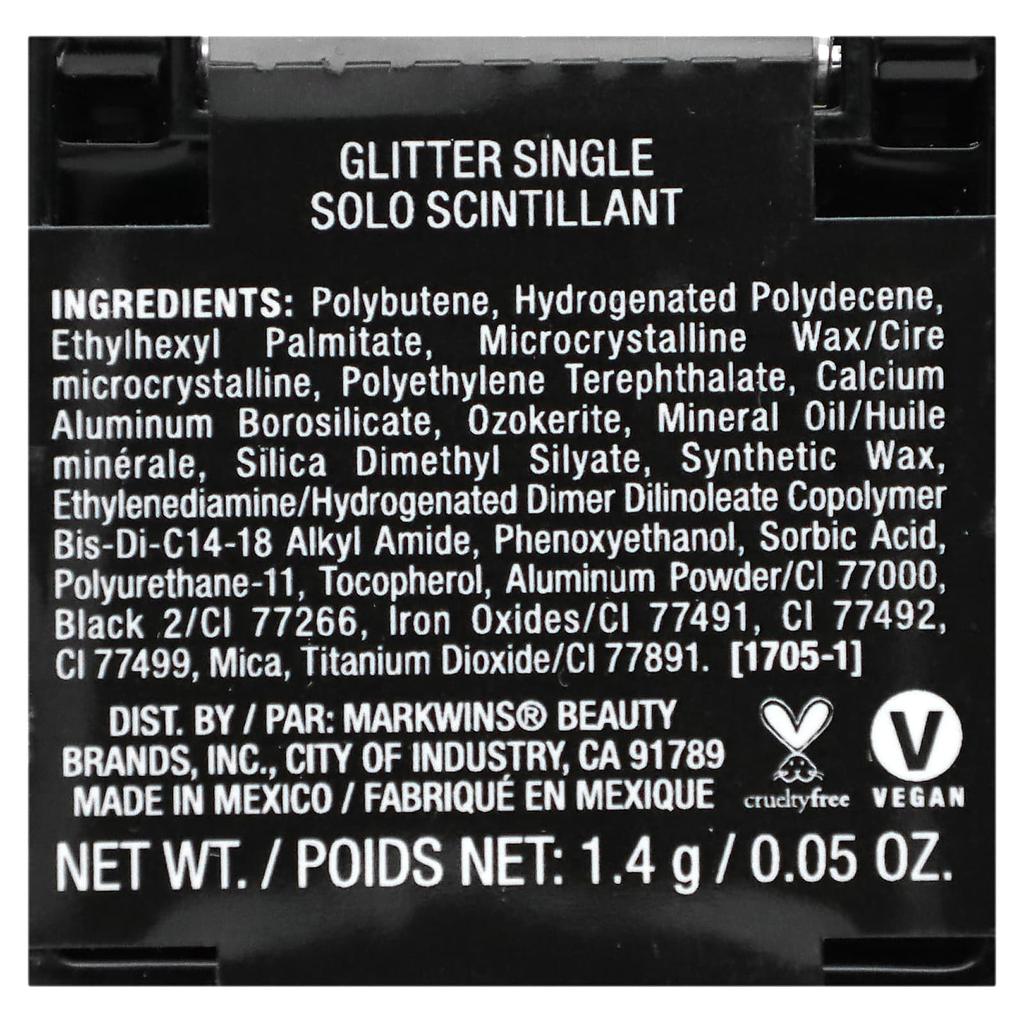 GLITTER SINGLE
SOLO SCINTILLANT
INGREDIENTS: Polybutene, Hydrogenated Polydecene,
Ethylhexyl Palmitate, Microcrystalline Wax/Cire
microcrystalline, Polyethylene Terephthalate, Calcium
Aluminum Borosilicate, Ozokerite, Mineral Oil/Huile
minérale, Silica Dimethyl Silyate, Synthetic Wax,
Ethylenediamine/Hydrogenated Dimer Dilinoleate Copolymer
Bis-Di-C14-18 Alkyl Amide, Phenoxyethanol, Sorbic Acid,
Polyurethane-11, Tocopherol, Aluminum Powder/CI 77000,
Black 2/CI 77266, Iron Oxides/CI 77491, CI 77492,
CI 77499, Mica, Titanium Dioxide/CI 77891. [1705-1]
DIST. BY / PAR: MARKWINS® BEAUTY
BRANDS, INC., CITY OF INDUSTRY, CA 91789
MADE IN MEXICO / FABRIQUÉ EN MEXIQUE
crueltyfree
V
VEGAN
NET WT. / POIDS NET: 1.4 g / 0.05 OZ.